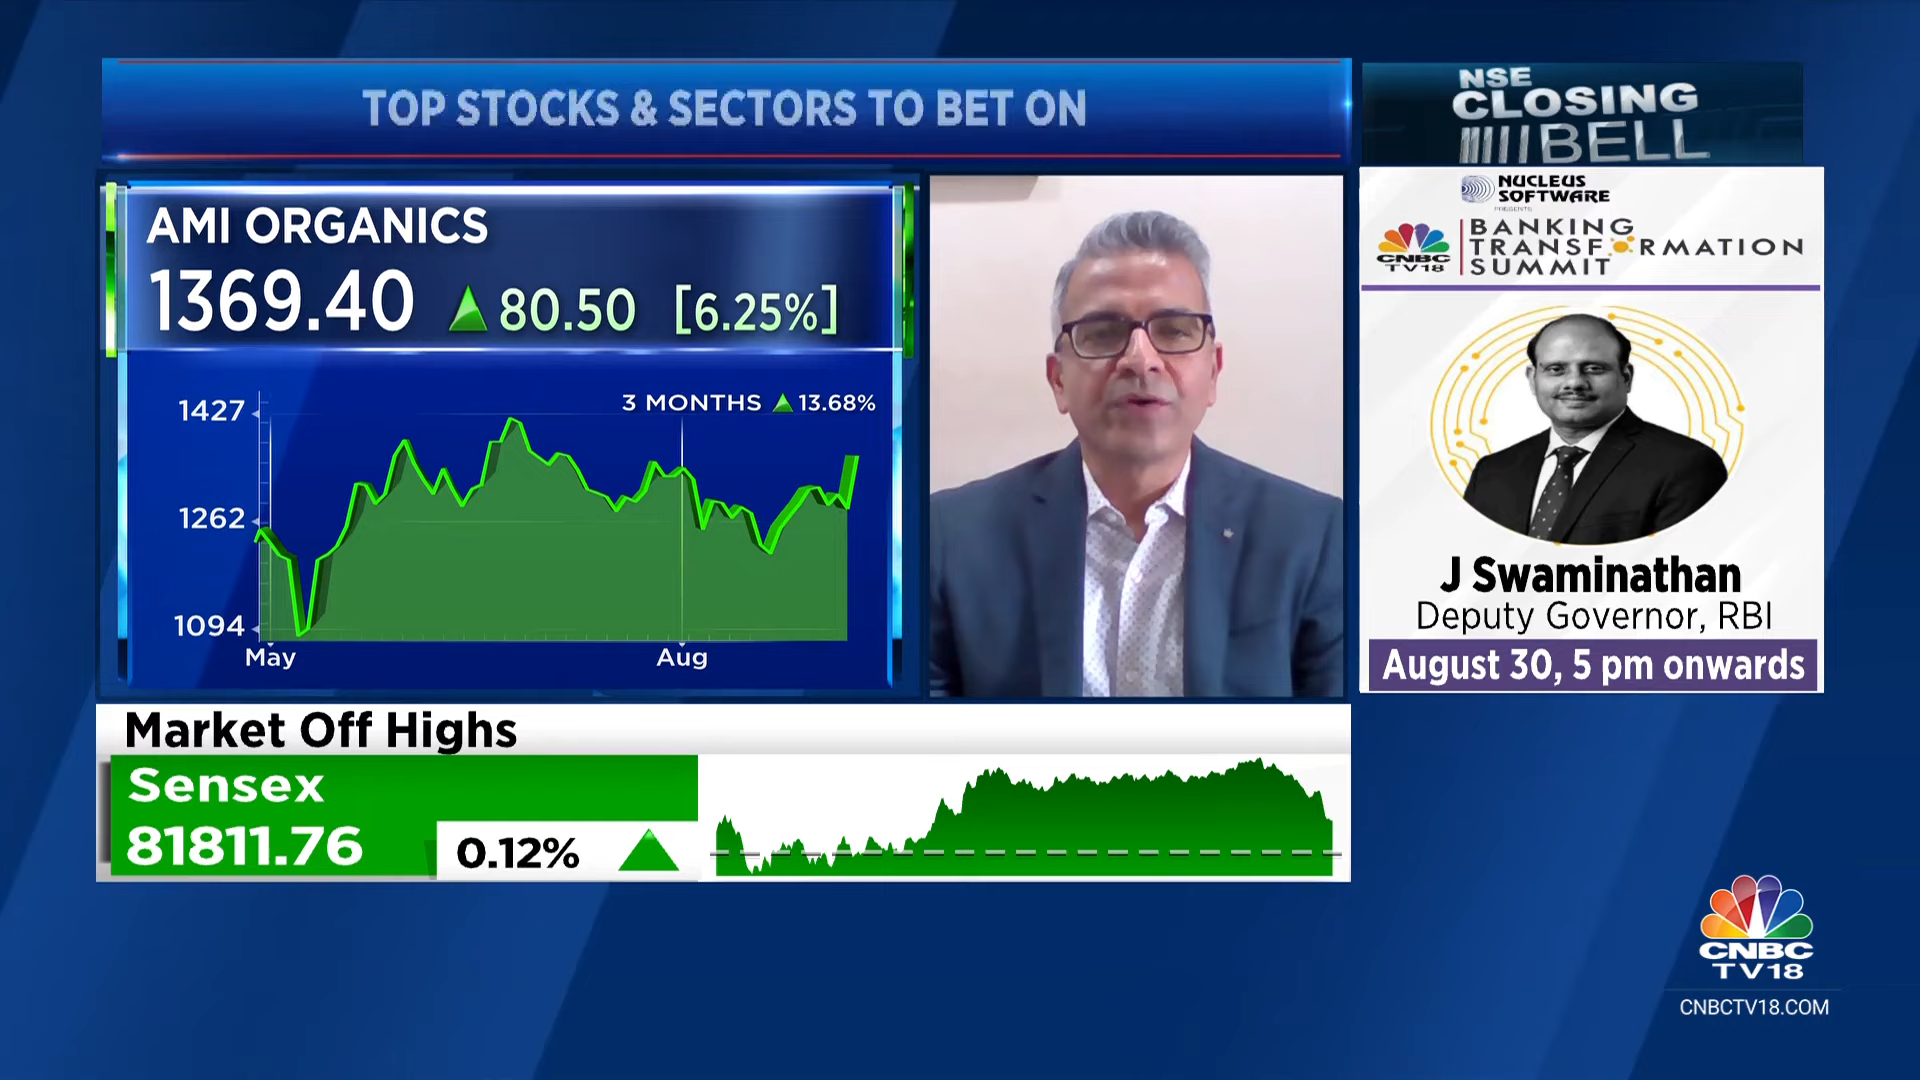 TOP STOCKS & SECTORS TO BET ON
NSE
CLOSING
BELL
AMI ORGANICS
1369.40 ▲ 80.50 [6.25%]
3 MONTHS ▲ 13.68%
1427
1262
1094
May Aug
NUCLEUS
SOFTWARE
PRESENTS
CNBC
TV18
BANKING
TRANSFORMATION
SUMMIT
J Swaminathan
Deputy Governor, RBI
August 30, 5 pm onwards
Market Off Highs
Sensex
81811.76 0.12% ▲
CNBC
TV18
CNBCTV18.COM